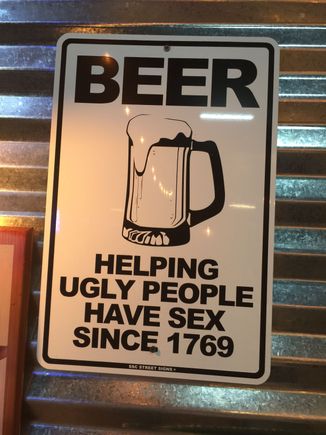 BEER
HELPING
UGLY PEOPLE
HAVE SEX
SINCE 1769
SSC STREET SIGNS